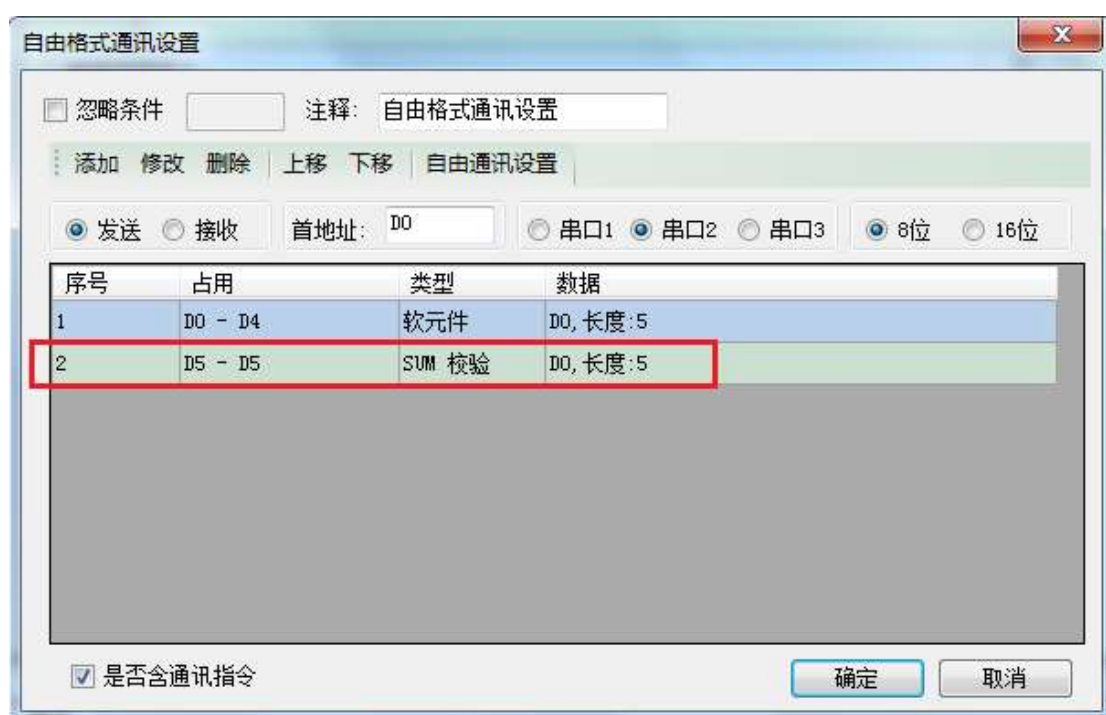 自由格式通讯设置
忽略条件 注释: 自由格式通讯设置
添加 修改 删除 上移 下移 自由通讯设置
发送 接收 首地址: D0 串口1 串口2 串口3 8位 16位
序号 占用 类型 数据
1 D0 - D4 软元件 D0,长度:5
2 D5 - D5 SUM 校验 D0,长度:5
是否含通讯指令 确定 取消